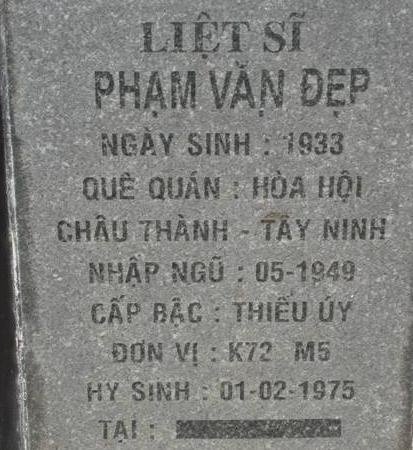 LIỆT SĨ
PHẠM VĂN ĐẸP
NGÀY SINH : 1933
QUÊ QUÁN : HÒA HỘI
CHÂU THÀNH - TÂY NINH
NHẬP NGŨ : 05-1949
CẤP BẬC : THIẾU ÚY
ĐƠN VỊ : K72 M5
HY SINH : 01-02-1975
TẠI :